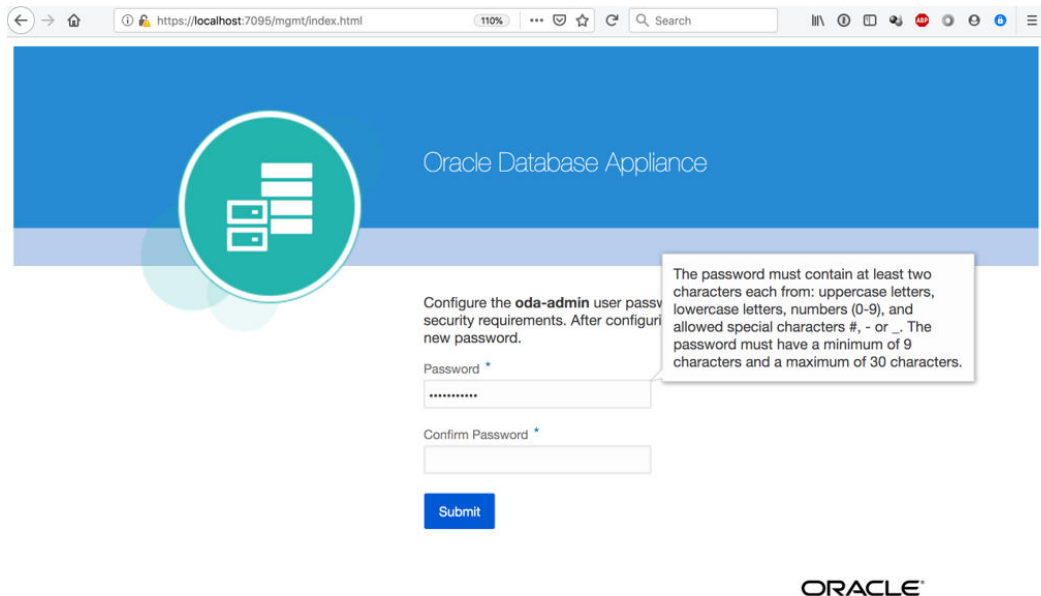 https://localhost:7095/mgmt/index.html
110%
Search
ABP
Oracle Database Appliance
The password must contain at least two
characters each from: uppercase letters,
lowercase letters, numbers (0-9), and
allowed special characters #, - or _. The
password must have a minimum of 9
characters and a maximum of 30 characters.
Configure the oda-admin user passw
security requirements. After configuri
new password.
Password *
•••••••••••
Confirm Password *
Submit
ORACLE®